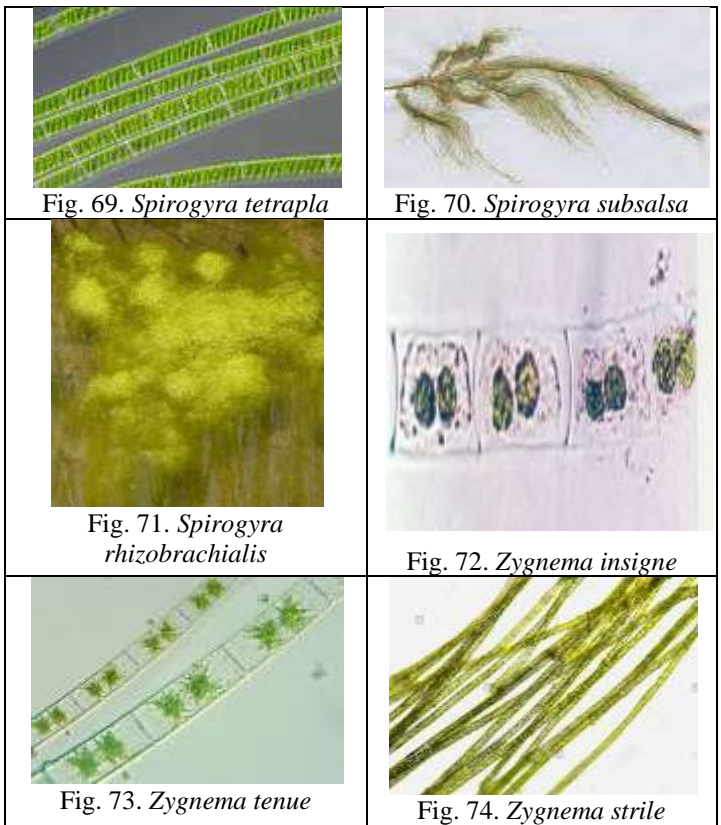 Fig. 69. Spirogyra tetrapla
Fig. 70. Spirogyra subsalsa
Fig. 71. Spirogyra
rhizobrachialis
Fig. 72. Zygnema insigne
Fig. 73. Zygnema tenue
Fig. 74. Zygnema strile